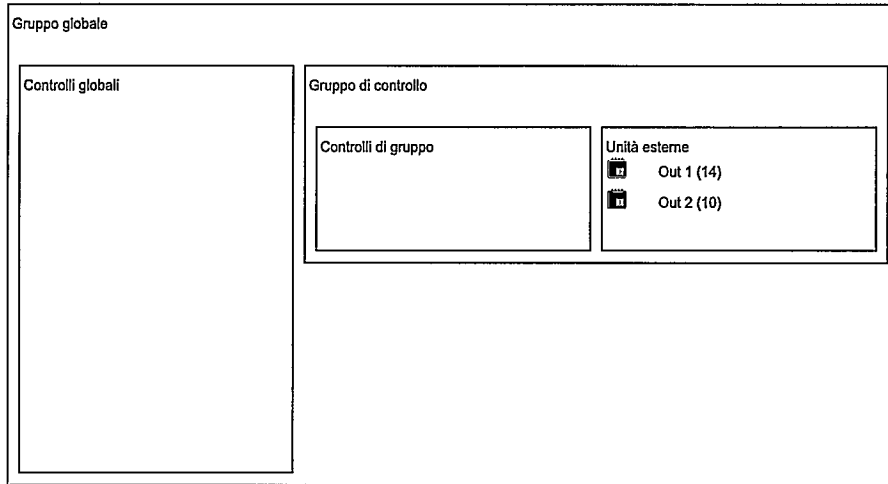 Gruppo globale
Controlli globali
Gruppo di controllo
Controlli di gruppo
Unità esterne
Out 1 (14)
Out 2 (10)